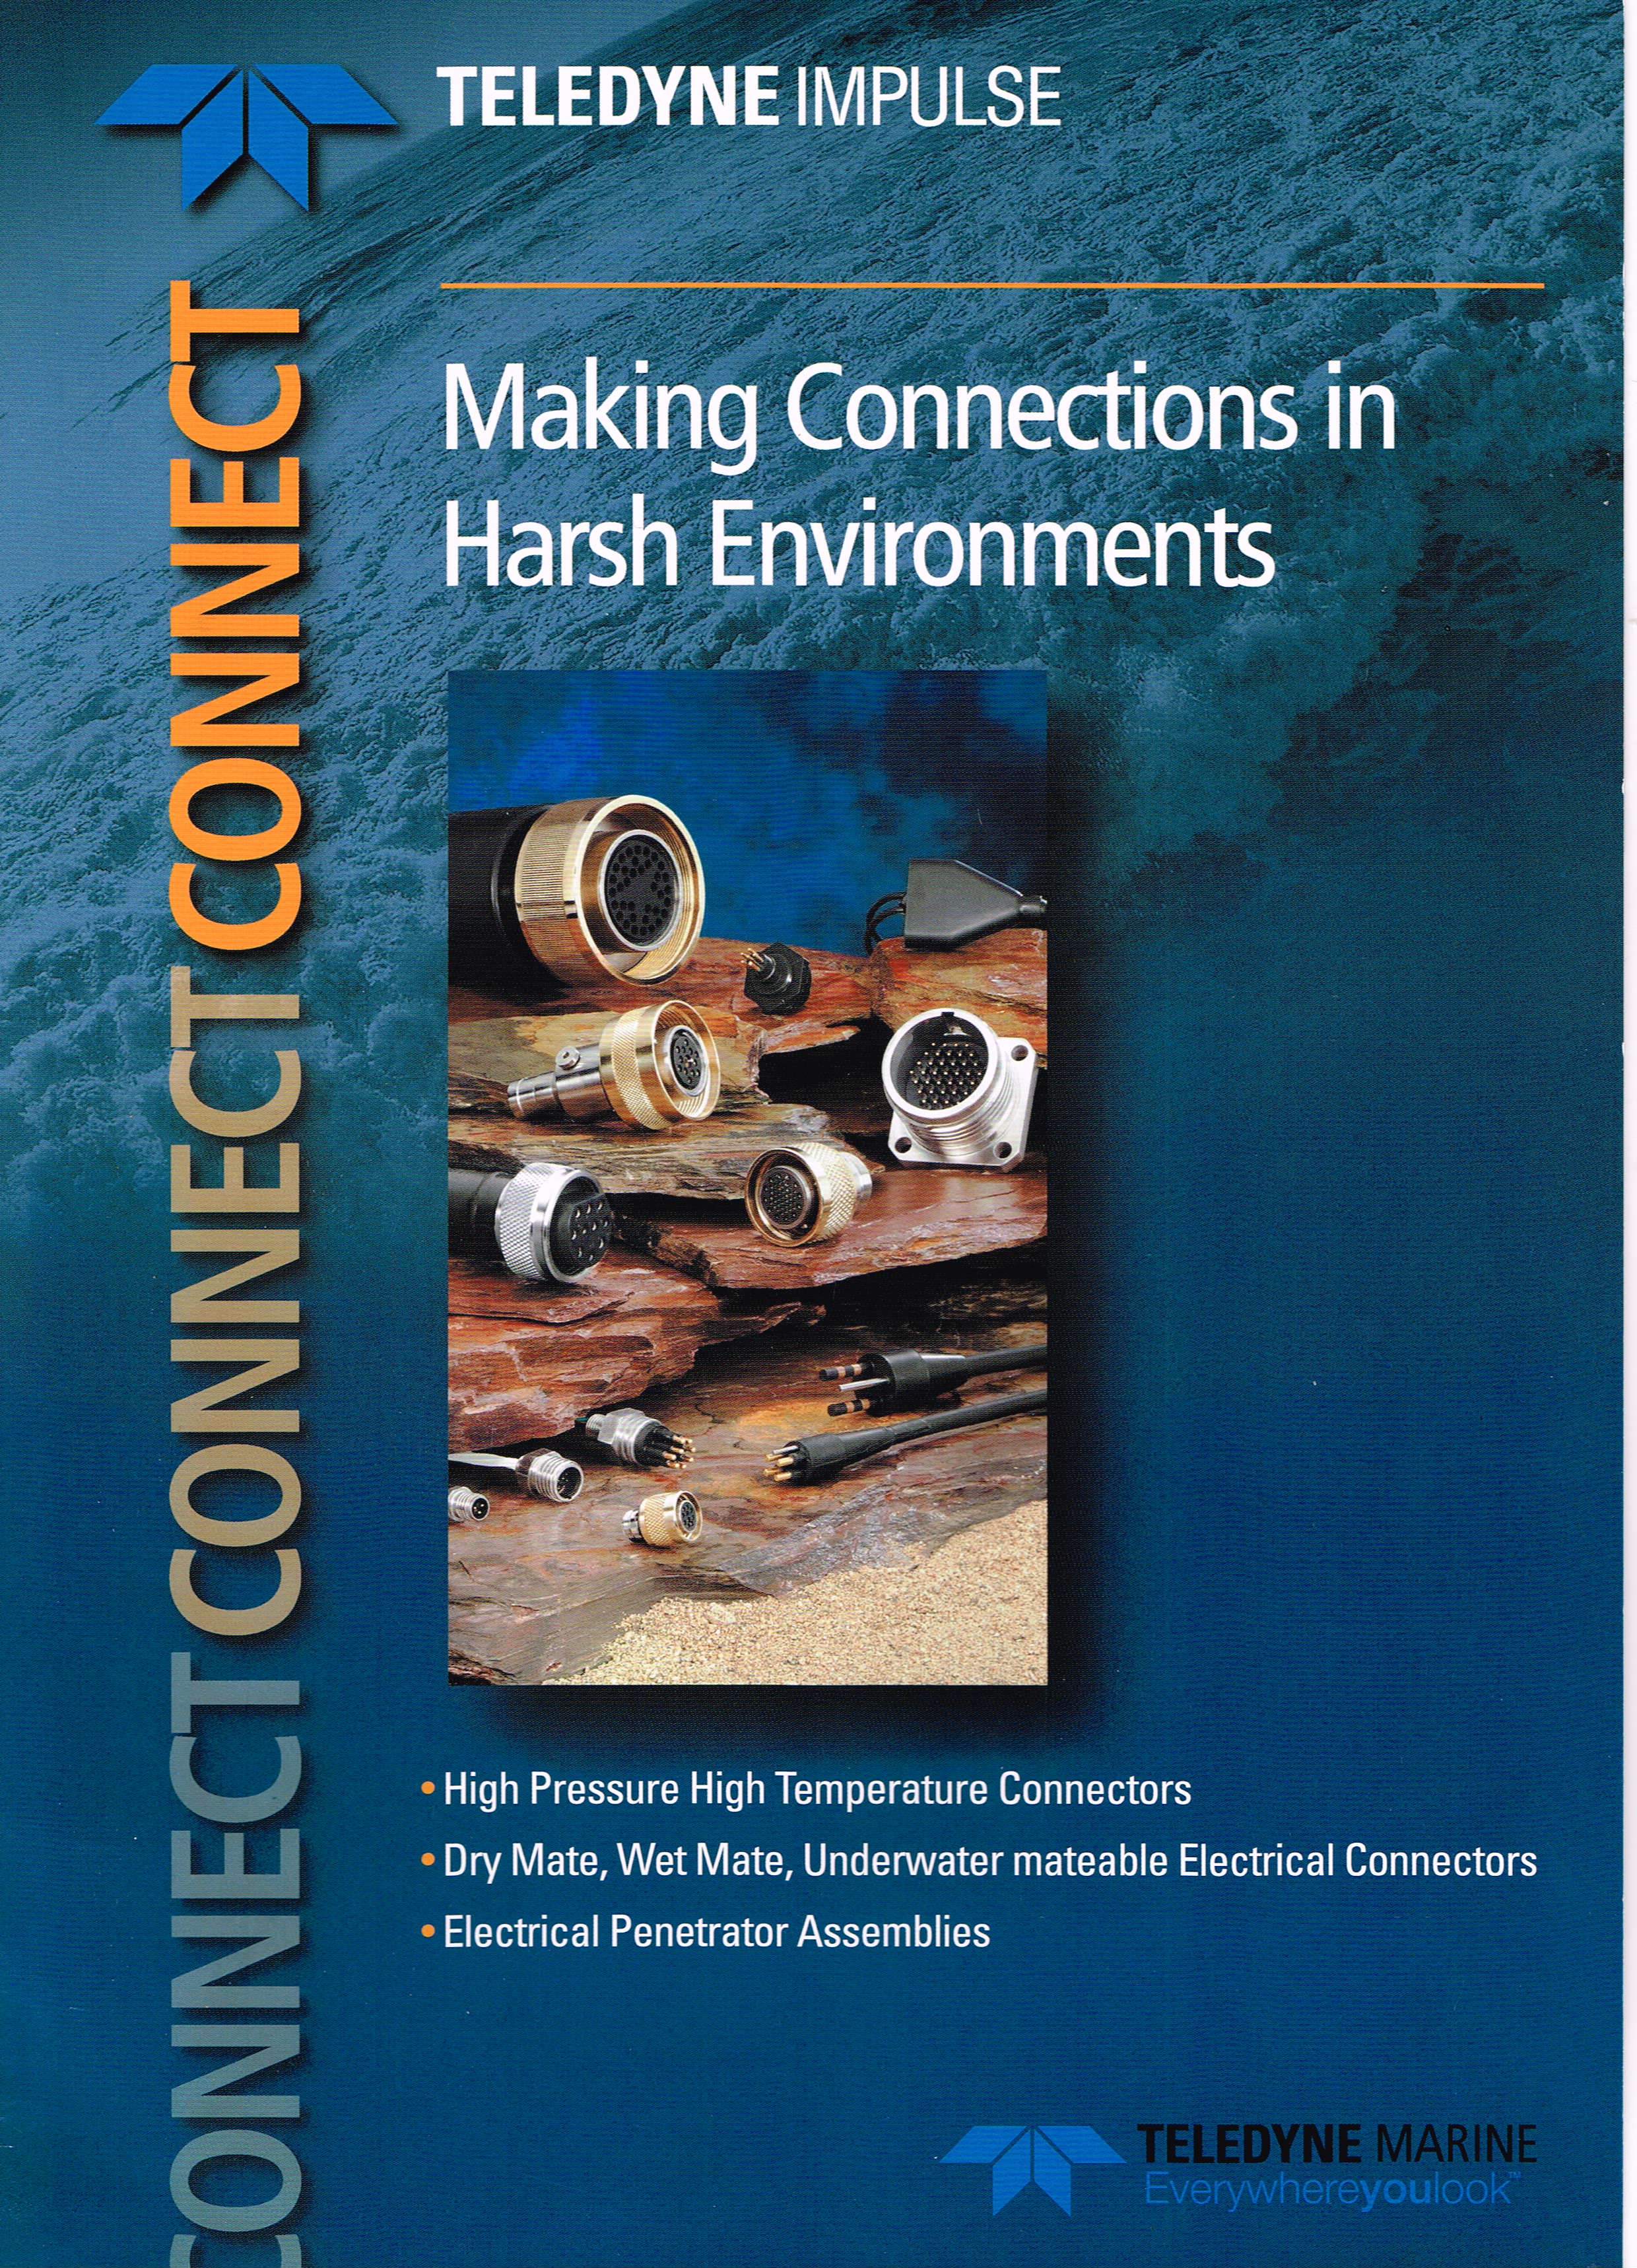 TELEDYNE IMPULSE
CONNECT CONNECT CONNECT
Making Connections in
Harsh Environments
• High Pressure High Temperature Connectors
• Dry Mate, Wet Mate, Underwater mateable Electrical Connectors
• Electrical Penetrator Assemblies
TELEDYNE MARINE
Everywhereyoulook™